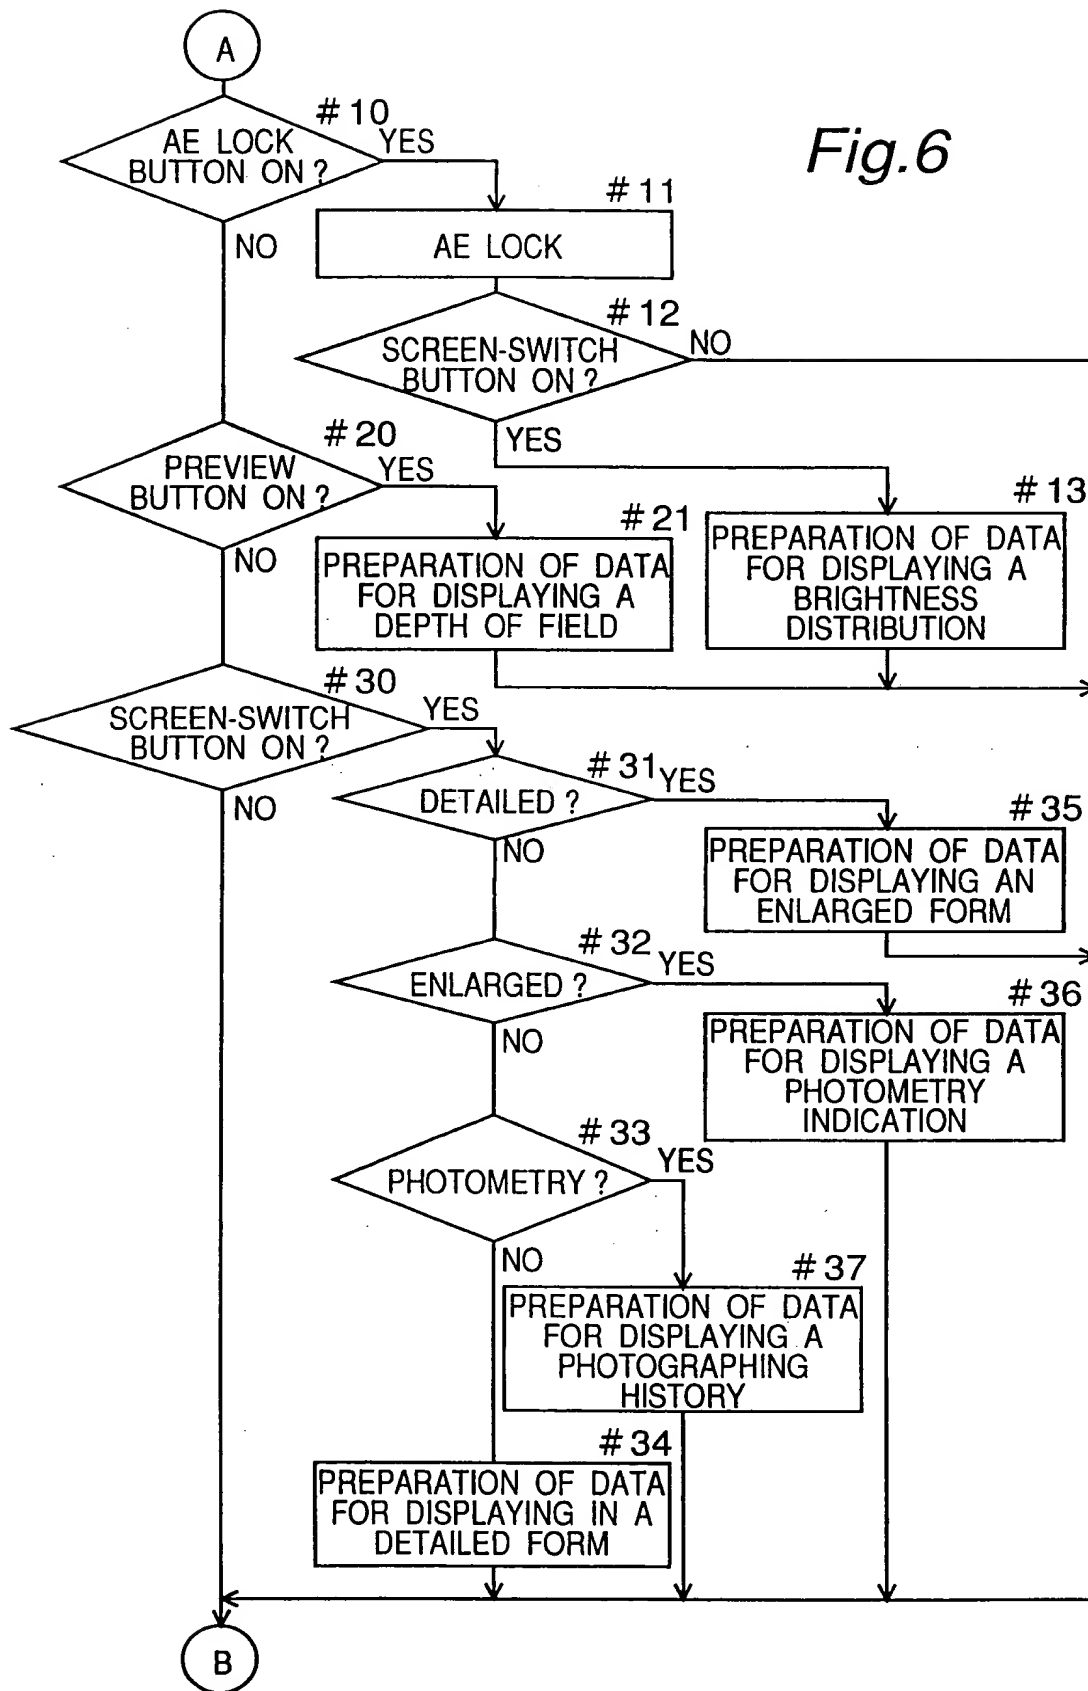 A
#10
AE LOCK
BUTTON ON?
YES
Fig.6
#11
NO
AE LOCK
#12
SCREEN-SWITCH
BUTTON ON?
NO
YES
#20
PREVIEW
BUTTON ON?
YES
#13
#21
NO
PREPARATION OF DATA
FOR DISPLAYING A
DEPTH OF FIELD
PREPARATION OF DATA
FOR DISPLAYING A
BRIGHTNESS
DISTRIBUTION
#30
SCREEN-SWITCH
BUTTON ON?
YES
NO
#31
DETAILED?
YES
#35
NO
PREPARATION OF DATA
FOR DISPLAYING AN
ENLARGED FORM
#32
ENLARGED?
YES
#36
NO
PREPARATION OF DATA
FOR DISPLAYING A
PHOTOMETRY
INDICATION
#33
PHOTOMETRY?
YES
NO
#37
PREPARATION OF DATA
FOR DISPLAYING A
PHOTOGRAPHING
HISTORY
#34
PREPARATION OF DATA
FOR DISPLAYING IN A
DETAILED FORM
B